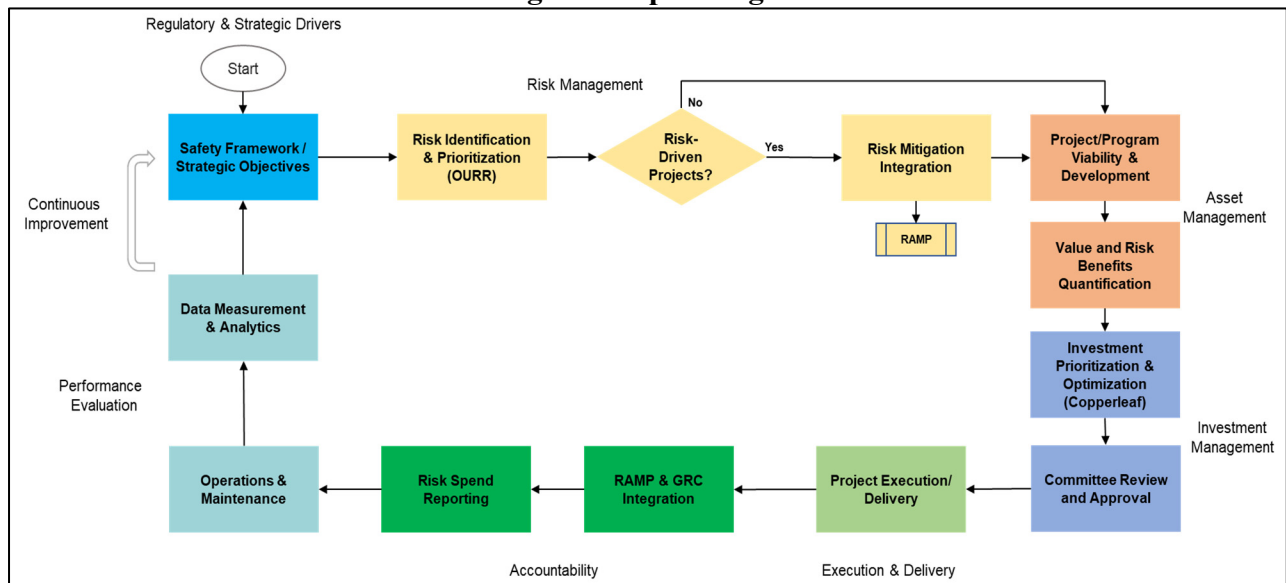 Regulatory & Strategic Drivers
Start
Risk Management
No
Safety Framework /
Strategic Objectives
Risk Identification
& Prioritization
(OURR)
Risk-
Driven
Projects?
Yes
Risk Mitigation
Integration
Project/Program
Viability &
Development
Continuous
Improvement
Asset
Management
RAMP
Value and Risk
Benefits
Quantification
Data Measurement
& Analytics
Investment
Prioritization &
Optimization
(Copperleaf)
Performance
Evaluation
Investment
Management
Operations &
Maintenance
Risk Spend
Reporting
RAMP & GRC
Integration
Project Execution/
Delivery
Committee Review
and Approval
Accountability
Execution & Delivery